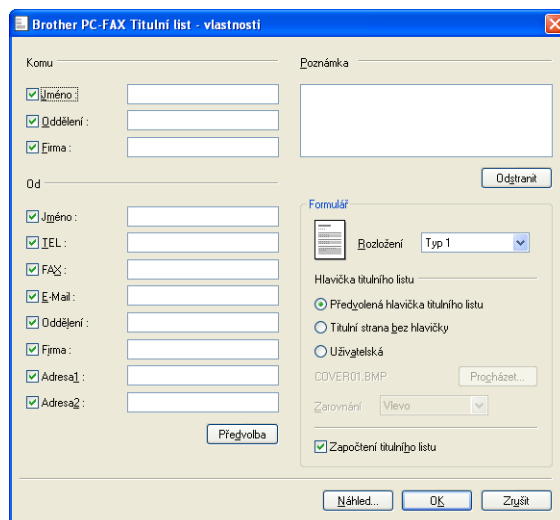 Brother PC-FAX Titulní list - vlastnosti
Komu
Jméno :
Oddělení :
Firma :
Od
Jméno :
TEL :
FAX :
E-Mail :
Oddělení :
Firma :
Adresa1 :
Adresa2 :
Předvolba
Poznámka
Odstranit
Formulář
Rozložení
Typ 1
Hlavička titulního listu
Předvolená hlavička titulního listu
Titulní strana bez hlavičky
Uživatelská
COVER01.BMP
Procházet...
Zarovnání
Vlevo
Započtení titulního listu
Náhled...
OK
Zrušit